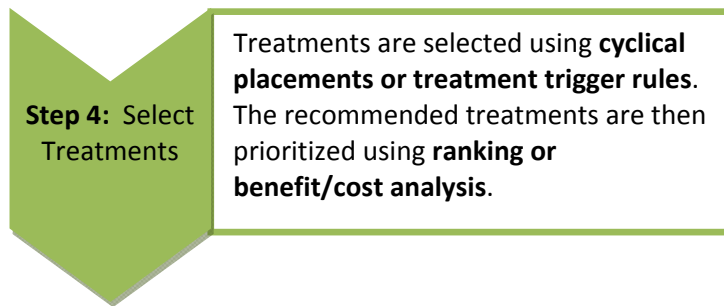 Step 4: Select
Treatments
Treatments are selected using cyclical
placements or treatment trigger rules.
The recommended treatments are then
prioritized using ranking or
benefit/cost analysis.